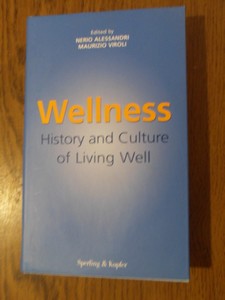 Edited by
NERIO ALESSANDRI
MAURIZIO VIROLI
Wellness
History and Culture
of Living Well
Sperling & Kupfer